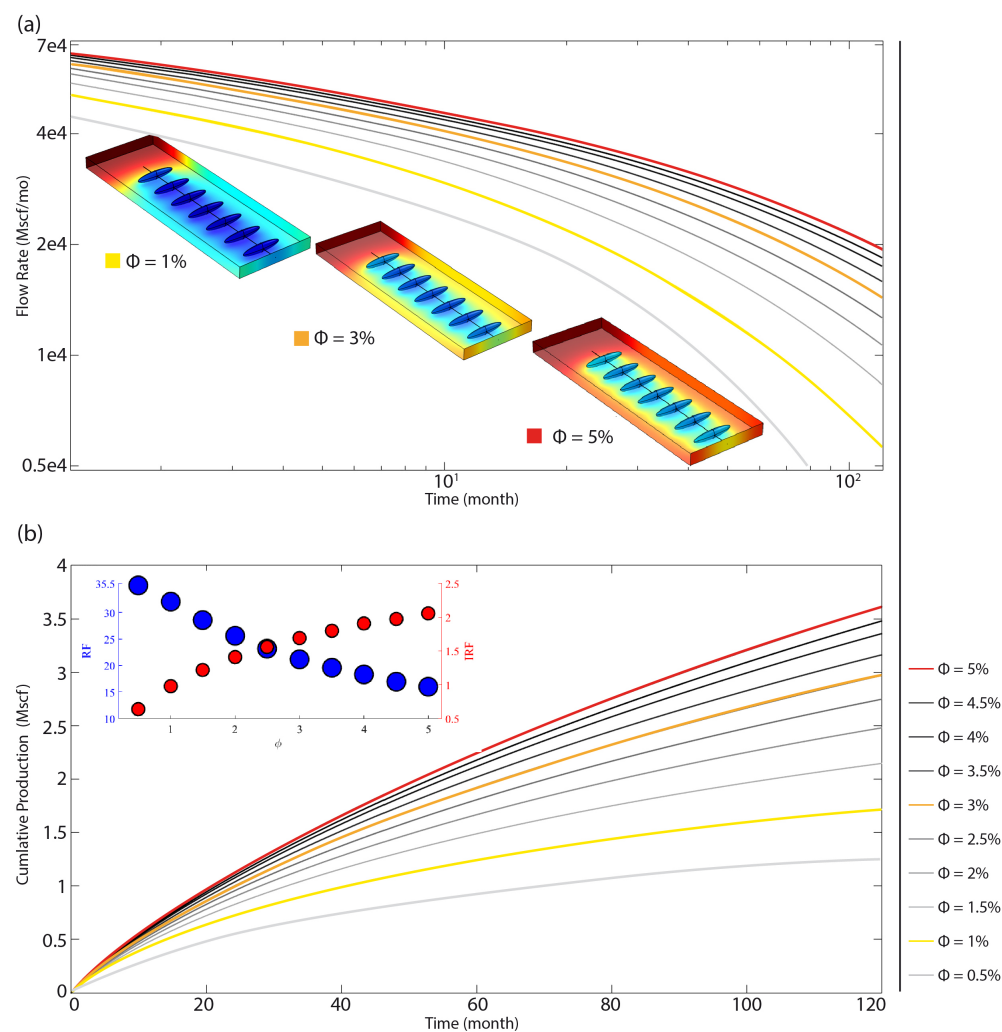 (a)
7e4
4e4
2e4
1e4
0.5e4
Flow Rate (Mscf/mo)
Φ = 1%
Φ = 3%
Φ = 5%
10¹
10²
Time (month)
(b)
4
3.5
3
2.5
2
1.5
1
0.5
0
Cumlative Production (Mscf)
35.5
30
25
20
15
10
RF
2.5
2
1.5
1
0.5
IRF
1
2
3
4
5
ϕ
0
20
40
60
80
100
120
Time (month)
Φ = 5%
Φ = 4.5%
Φ = 4%
Φ = 3.5%
Φ = 3%
Φ = 2.5%
Φ = 2%
Φ = 1.5%
Φ = 1%
Φ = 0.5%